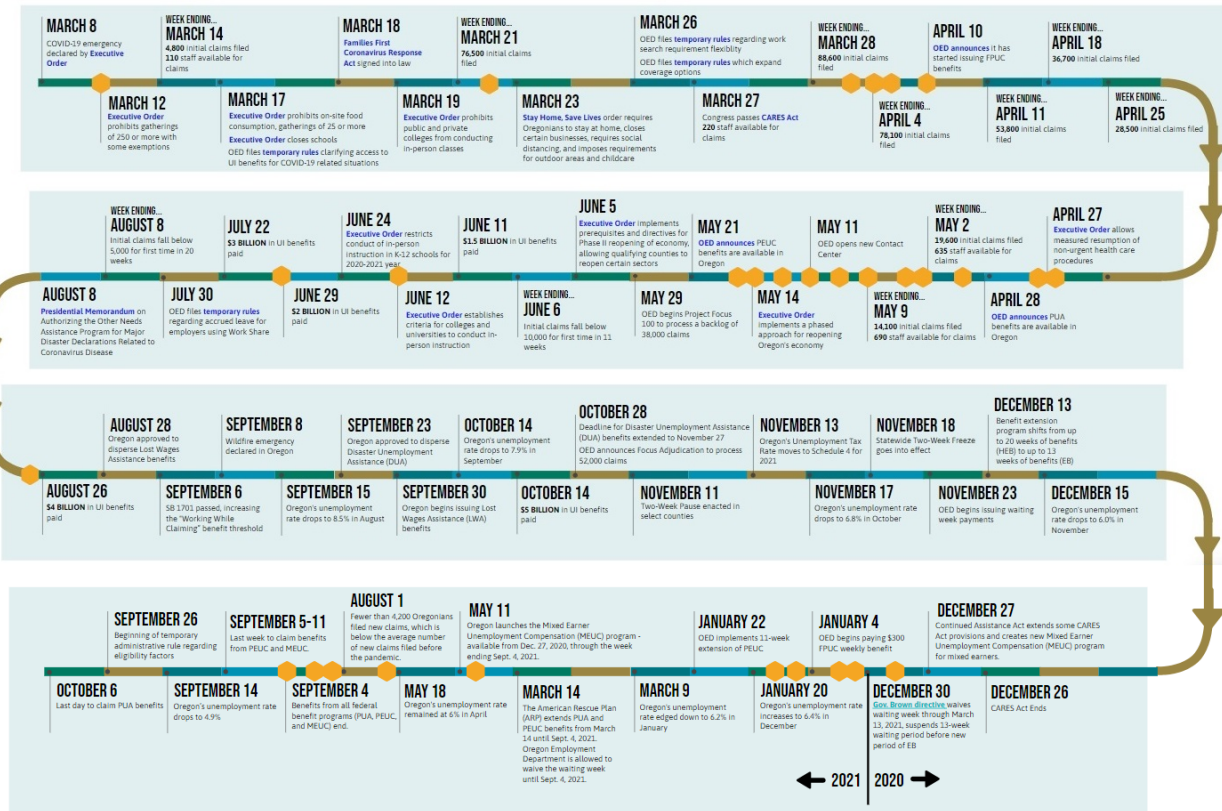 MARCH 8
COVID-19 emergency
declared by Executive
Order
WEEK ENDING...
MARCH 14
4,800 initial claims filed
110 staff available for
claims
MARCH 18
Families First
Coronavirus Response
Act signed into law
WEEK ENDING...
MARCH 21
76,500 initial claims
filed
MARCH 26
OED files temporary rules regarding work
search requirement flexiblity
OED files temporary rules which expand
coverage options
WEEK ENDING...
MARCH 28
88,600 initial claims
filed
APRIL 10
OED announces it has
started issuing FPUC
benefits
WEEK ENDING...
APRIL 18
36,700 initial claims filed
MARCH 12
Executive Order
prohibits gatherings
of 250 or more with
some exemptions
MARCH 17
Executive Order prohibits on-site food
consumption, gatherings of 25 or more
Executive Order closes schools
OED files temporary rules clarifying access to
UI benefits for COVID-19 related situations
MARCH 19
Executive Order prohibits
public and private
colleges from conducting
in-person classes
MARCH 23
Stay Home, Save Lives order requires
Oregonians to stay at home, closes
certain businesses, requires social
distancing, and imposes requirements
for outdoor areas and childcare
MARCH 27
Congress passes CARES Act
220 staff available for
claims
WEEK ENDING...
APRIL 4
78,100 initial claims
filed
WEEK ENDING...
APRIL 11
53,800 initial claims
filed
WEEK ENDING...
APRIL 25
28,500 initial claims filed
WEEK ENDING...
AUGUST 8
Initial claims fall below
5,000 for first time in 20
weeks
JULY 22
$3 BILLION in UI benefits
paid
JUNE 24
Executive Order restricts
conduct of in-person
instruction in K-12 schools for
2020-2021 year
JUNE 11
$1.5 BILLION in UI benefits
paid
JUNE 5
Executive Order implements
prerequisites and directives for
Phase II reopening of economy,
allowing qualifying counties to
reopen certain sectors
MAY 21
OED announces PEUC
benefits are available in
Oregon
MAY 11
OED opens new Contact
Center
WEEK ENDING...
MAY 2
19,600 initial claims filed
635 staff available for
claims
APRIL 27
Executive Order allows
measured resumption of
non-urgent health care
procedures
AUGUST 8
Presidential Memorandum on
Authorizing the Other Needs
Assistance Program for Major
Disaster Declarations Related to
Coronavirus Disease
JULY 30
OED files temporary rules
regarding accrued leave for
employers using Work Share
JUNE 29
$2 BILLION in UI benefits
paid
JUNE 12
Executive Order establishes
criteria for colleges and
universities to conduct in-
person instruction
WEEK ENDING...
JUNE 6
Initial claims fall below
10,000 for first time in 11
weeks
MAY 29
OED begins Project Focus
100 to process a backlog of
38,000 claims
MAY 14
Executive Order
implements a phased
approach for reopening
Oregon's economy
WEEK ENDING...
MAY 9
14,100 initial claims filed
690 staff available for claims
APRIL 28
OED announces PUA
benefits are available in
Oregon
AUGUST 28
Oregon approved to
disperse Lost Wages
Assistance benefits
SEPTEMBER 8
Wildfire emergency
declared in Oregon
SEPTEMBER 23
Oregon approved to disperse
Disaster Unemployment
Assistance (DUA)
OCTOBER 14
Oregon's unemployment
rate drops to 7.9% in
September
OCTOBER 28
Deadline for Disaster Unemployment Assistance
(DUA) benefits extended to November 27
OED announces Focus Adjudication to process
52,000 claims
NOVEMBER 13
Oregon's Unemployment Tax
Rate moves to Schedule 4 for
2021
NOVEMBER 18
Statewide Two-Week Freeze
goes into effect
DECEMBER 13
Benefit extension
program shifts from up
to 20 weeks of benefits
(HEB) to up to 13
weeks of benefits (EB)
AUGUST 26
$4 BILLION in UI benefits
paid
SEPTEMBER 6
SB 1701 passed, increasing
the "Working While
Claiming" benefit threshold
SEPTEMBER 15
Oregon's unemployment
rate drops to 8.5% in August
SEPTEMBER 30
Oregon begins issuing Lost
Wages Assistance (LWA)
benefits
OCTOBER 14
$5 BILLION in UI benefits
paid
NOVEMBER 11
Two-Week Pause enacted in
select counties
NOVEMBER 17
Oregon's unemployment rate
drops to 6.8% in October
NOVEMBER 23
OED begins issuing waiting
week payments
DECEMBER 15
Oregon's unemployment
rate drops to 6.0% in
November
SEPTEMBER 26
Beginning of temporary
administrative rule regarding
eligibility factors
SEPTEMBER 5-11
Last week to claim benefits
from PEUC and MEUC.
AUGUST 1
Fewer than 4,200 Oregonians
filed new claims, which is
below the average number
of new claims filed before
the pandemic.
MAY 11
Oregon launches the Mixed Earner
Unemployment Compensation (MEUC) program -
available from Dec. 27, 2020, through the week
ending Sept. 4, 2021.
JANUARY 22
OED implements 11-week
extension of PEUC
JANUARY 4
OED begins paying $300
FPUC weekly benefit
DECEMBER 27
Continued Assistance Act extends some CARES
Act provisions and creates new Mixed Earner
Unemployment Compensation (MEUC) program
for mixed earners.
OCTOBER 6
Last day to claim PUA benefits
SEPTEMBER 14
Oregon's unemployment rate
drops to 4.9%
SEPTEMBER 4
Benefits from all federal
benefit programs (PUA, PEUC,
and MEUC) end.
MAY 18
Oregon's unemployment rate
remained at 6% in April
MARCH 14
The American Rescue Plan
(ARP) extends PUA and
PEUC benefits from March
14 until Sept. 4, 2021.
Oregon Employment
Department is allowed to
waive the waiting week
until Sept. 4, 2021.
MARCH 9
Oregon's unemployment rate
edged down to 6.2% in
January
JANUARY 20
Oregon's unemployment rate
increases to 6.4% in
December
DECEMBER 30
Gov. Brown directive waives
waiting week through March
13, 2021, suspends 13-week
waiting period before new
period of EB
DECEMBER 26
CARES Act Ends
2021
2020